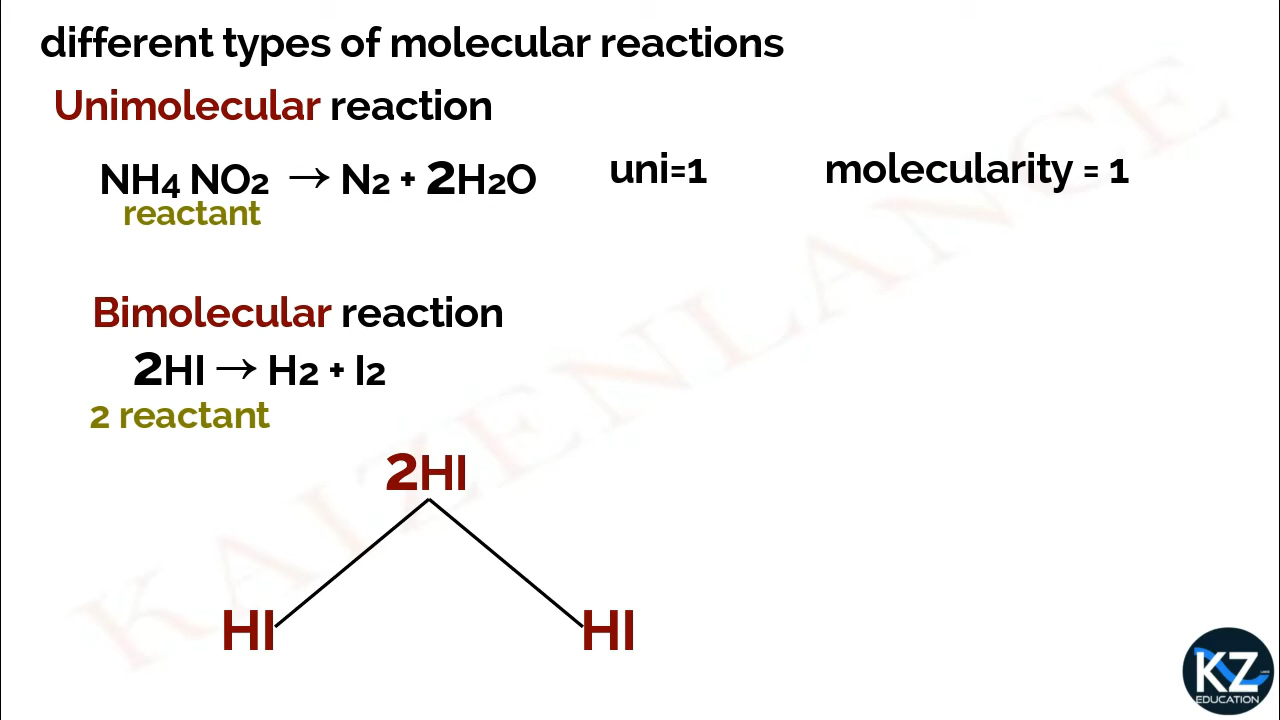 different types of molecular reactions
Unimolecular reaction
NH4 NO2 → N2 + 2H2O uni=1 molecularity = 1
reactant
Bimolecular reaction
2HI → H2 + I2
2 reactant
2HI
HI HI
KAIZENLANCE
KZ
EDUCATION